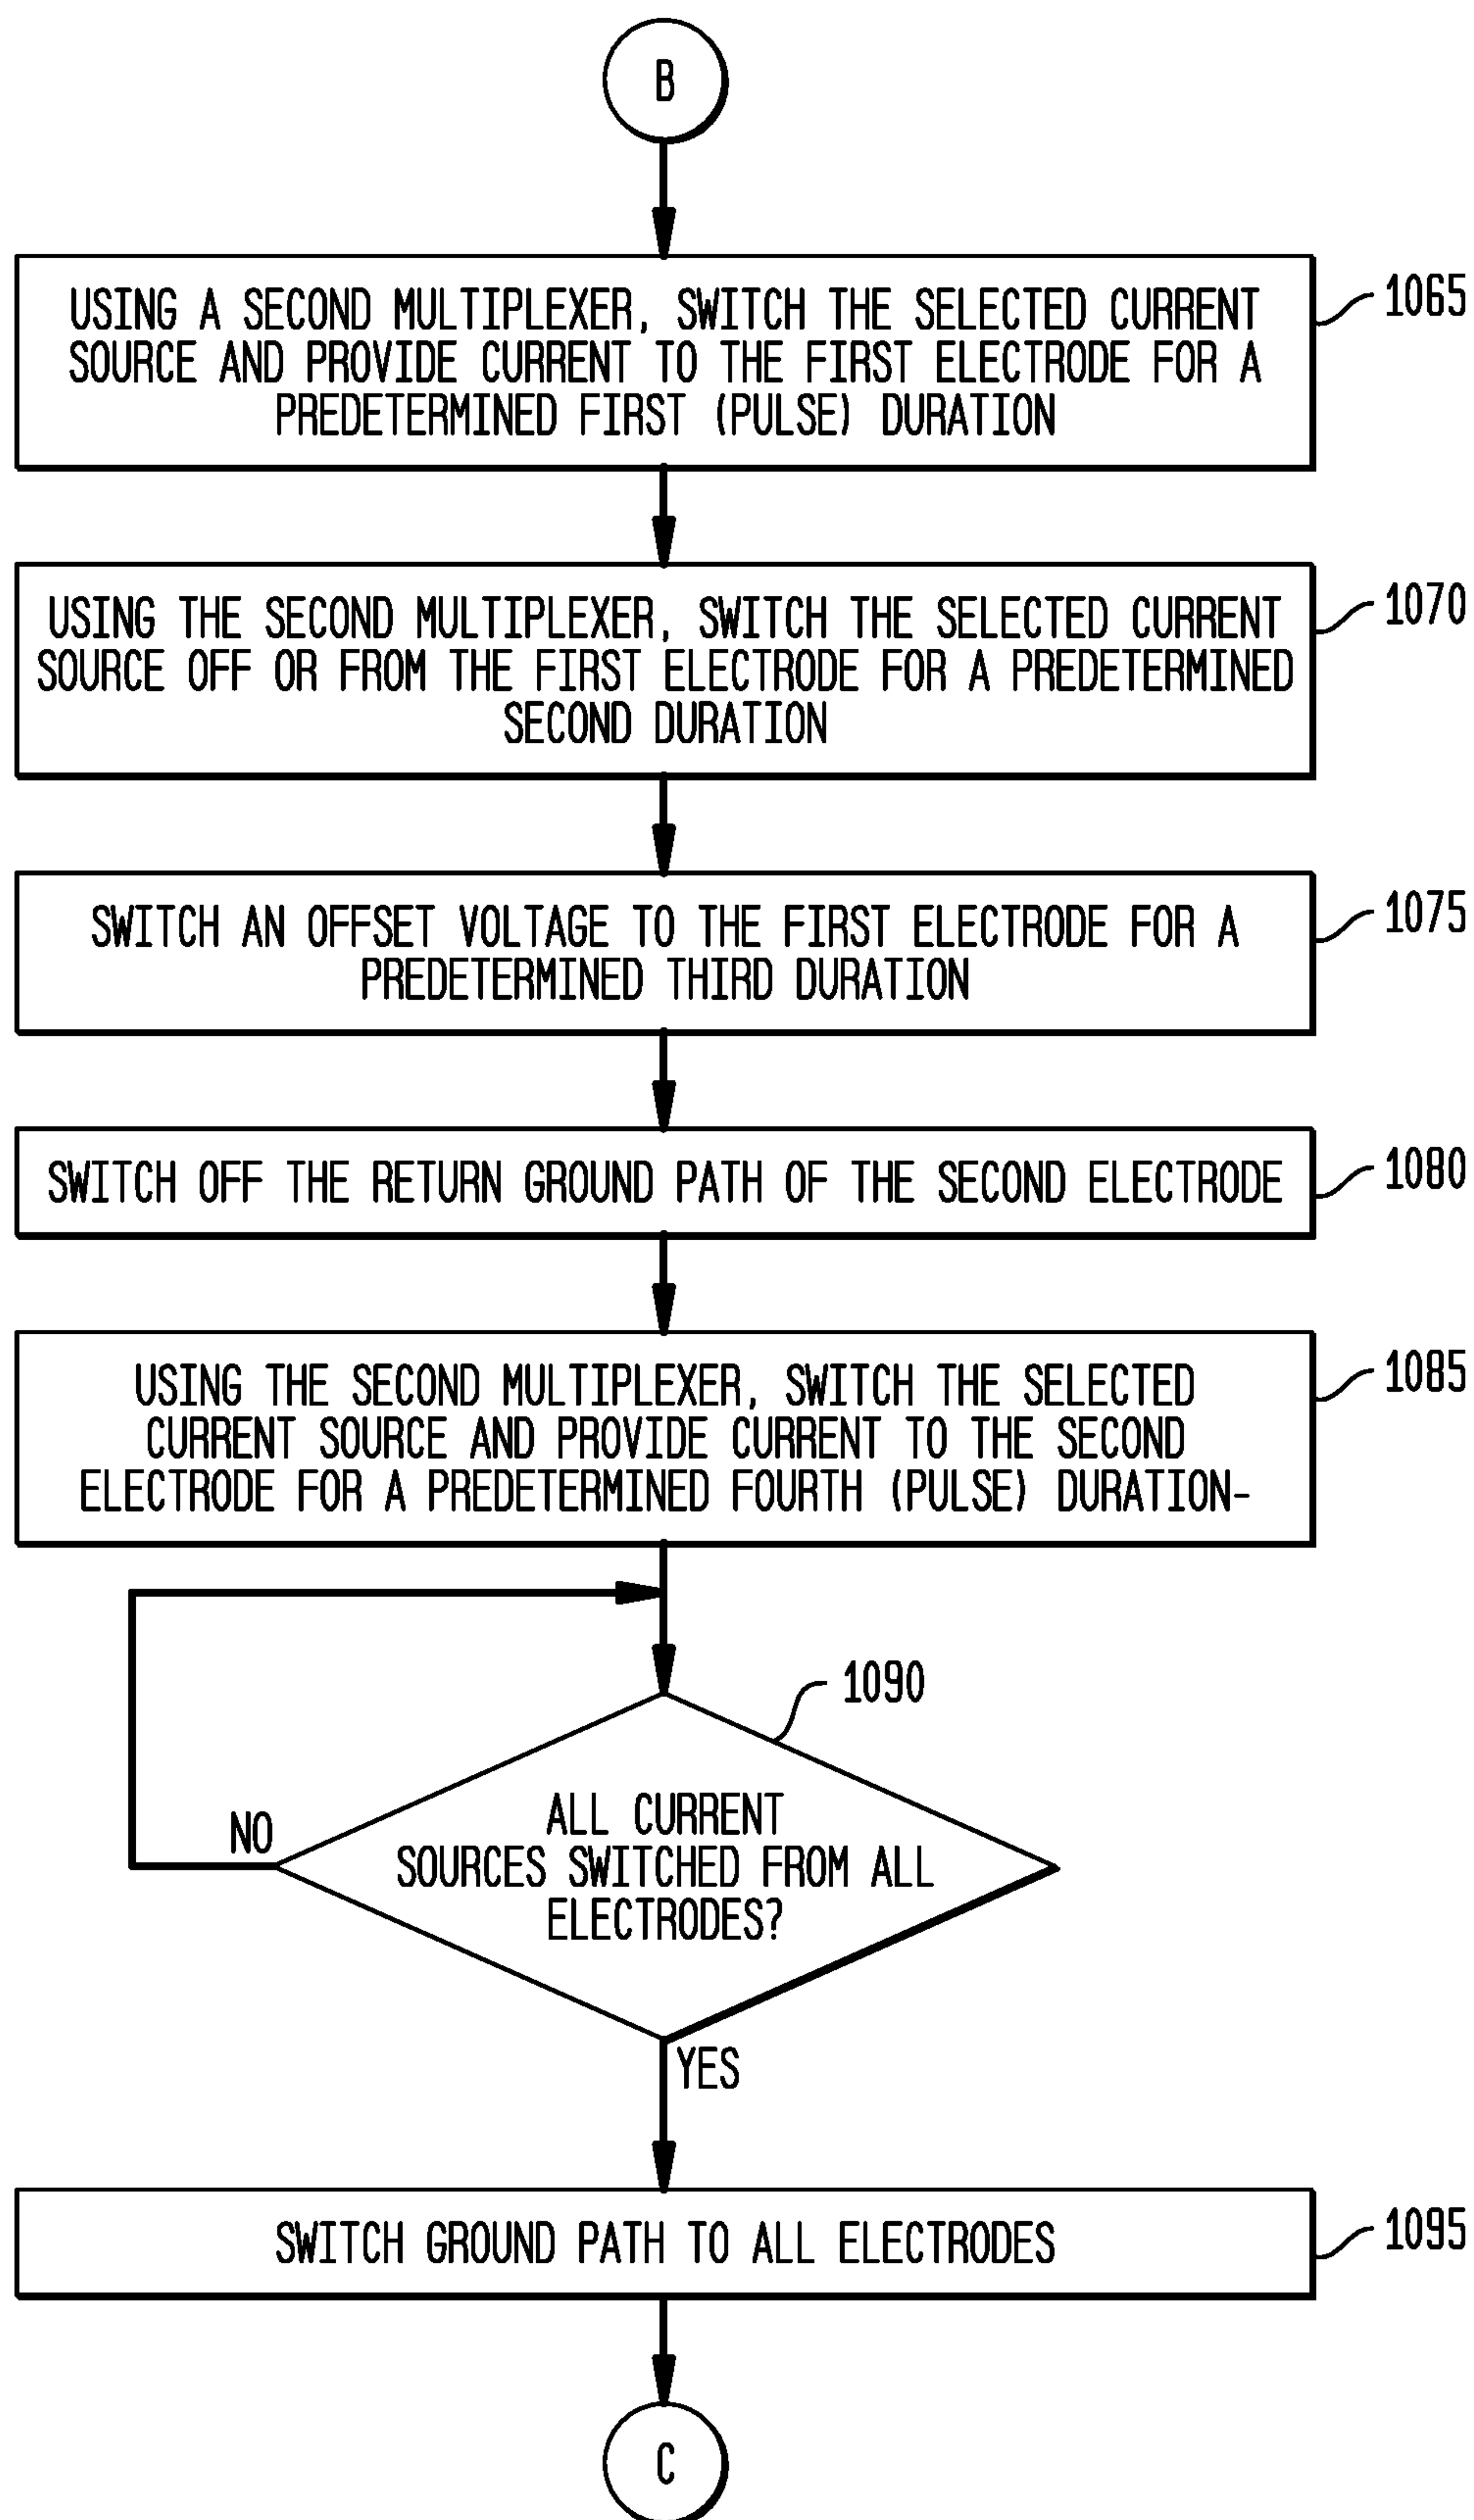 B
USING A SECOND MULTIPLEXER, SWITCH THE SELECTED CURRENT
SOURCE AND PROVIDE CURRENT TO THE FIRST ELECTRODE FOR A
PREDETERMINED FIRST (PULSE) DURATION
1065
USING THE SECOND MULTIPLEXER, SWITCH THE SELECTED CURRENT
SOURCE OFF OR FROM THE FIRST ELECTRODE FOR A PREDETERMINED
SECOND DURATION
1070
SWITCH AN OFFSET VOLTAGE TO THE FIRST ELECTRODE FOR A
PREDETERMINED THIRD DURATION
1075
SWITCH OFF THE RETURN GROUND PATH OF THE SECOND ELECTRODE
1080
USING THE SECOND MULTIPLEXER, SWITCH THE SELECTED
CURRENT SOURCE AND PROVIDE CURRENT TO THE SECOND
ELECTRODE FOR A PREDETERMINED FOURTH (PULSE) DURATION-
1085
1090
ALL CURRENT
SOURCES SWITCHED FROM ALL
ELECTRODES?
NO
YES
SWITCH GROUND PATH TO ALL ELECTRODES
1095
C